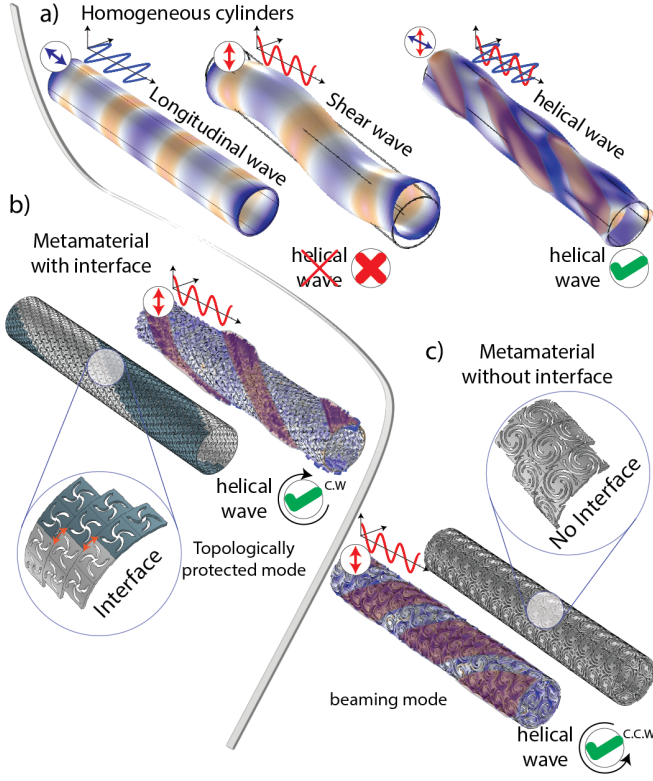 a) Homogeneous cylinders
Longitudinal wave
Shear wave
helical wave
helical
wave
helical
wave
b)
Metamaterial
with interface
helical
wave
C.W
Topologically
protected mode
Interface
c)
Metamaterial
without interface
No Interface
beaming mode
helical
wave
C.C.W